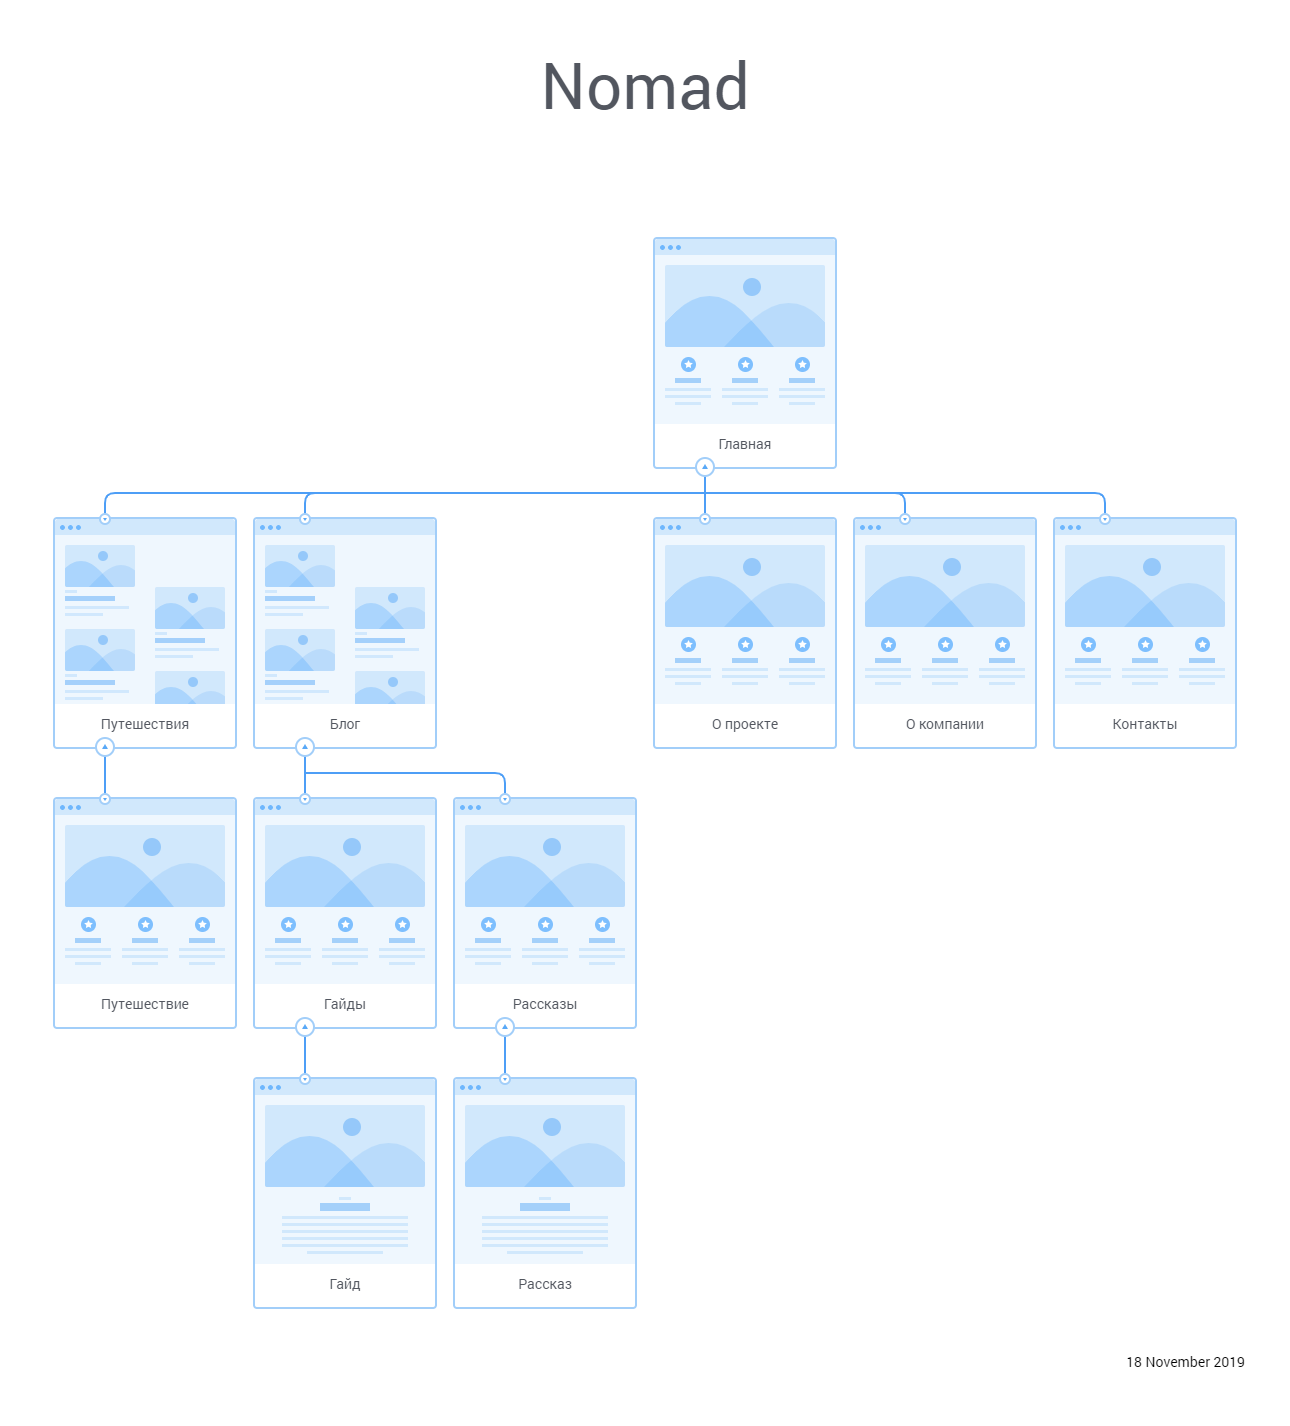 Nomad
Главная
Путешествия
Блог
О проекте
О компании
Контакты
Путешествие
Гайды
Рассказы
Гайд
Рассказ
18 November 2019